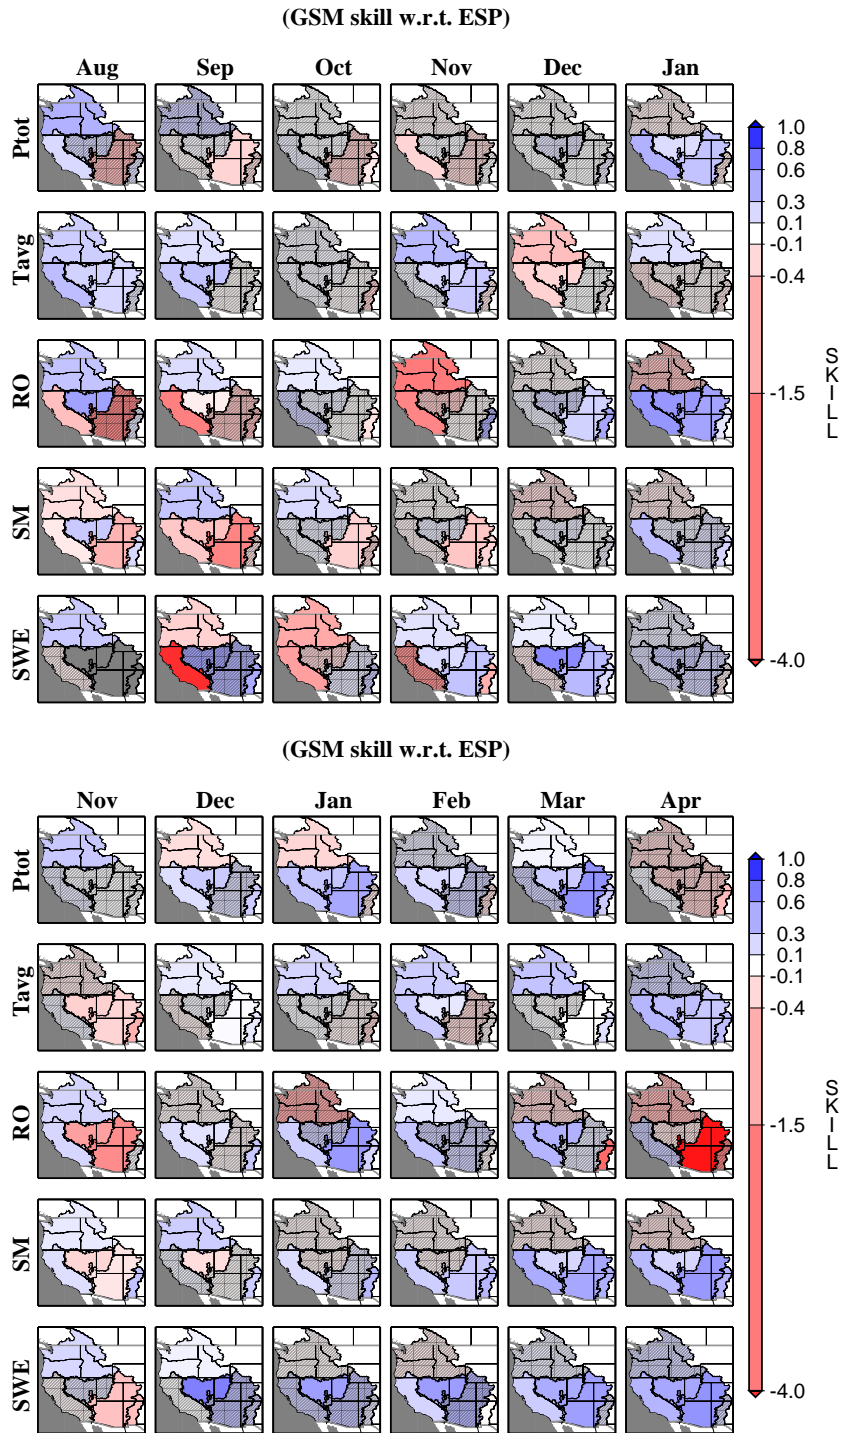 (GSM skill w.r.t. ESP)
Aug Sep Oct Nov Dec Jan
Ptot
Tavg
RO
SM
SWE
1.0
0.8
0.6
0.3
0.1
-0.1
-0.4
-1.5
-4.0
SKILL
(GSM skill w.r.t. ESP)
Nov Dec Jan Feb Mar Apr
Ptot
Tavg
RO
SM
SWE
1.0
0.8
0.6
0.3
0.1
-0.1
-0.4
-1.5
-4.0
SKILL